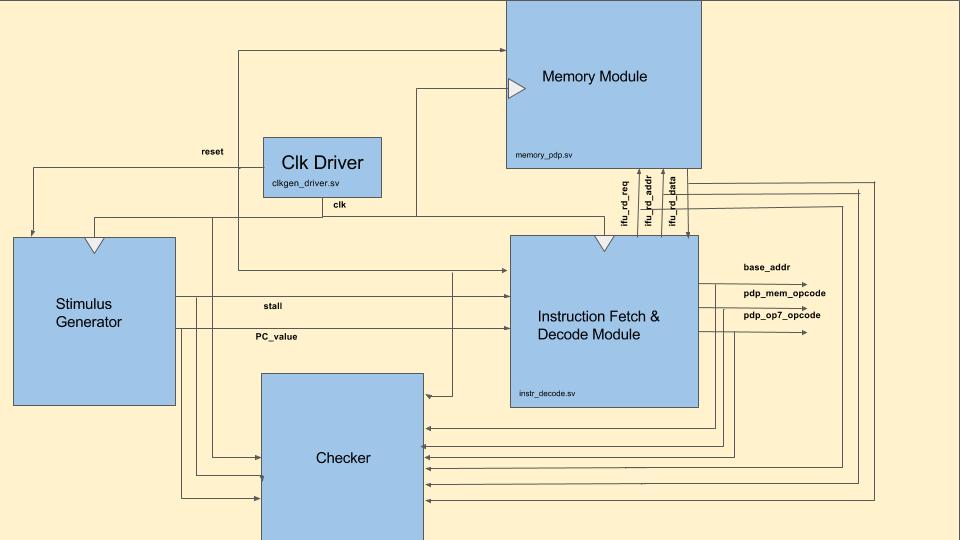 Memory Module
memory_pdp.sv
reset
Clk Driver
clkgen_driver.sv
clk
ifu_rd_req
ifu_rd_addr
ifu_rd_data
Stimulus
Generator
stall
PC_value
Instruction Fetch &
Decode Module
instr_decode.sv
base_addr
pdp_mem_opcode
pdp_op7_opcode
Checker